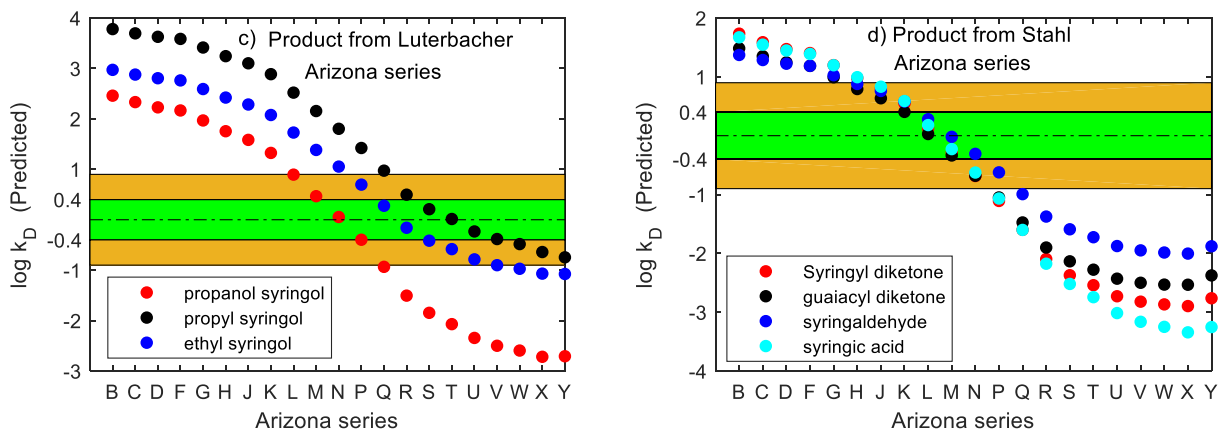 c) Product from Luterbacher
Arizona series
4
3
2
1
0.4
-0.4
-1
-2
-3
log k_D (Predicted)
propanol syringol
propyl syringol
ethyl syringol
B C D F G H J K L M N P Q R S T U V W X Y
Arizona series
d) Product from Stahl
Arizona series
2
1
0.4
-0.4
-1
-2
-3
-4
log k_D (Predicted)
Syringyl diketone
guaiacyl diketone
syringaldehyde
syringic acid
B C D F G H J K L M N P Q R S T U V W X Y
Arizona series